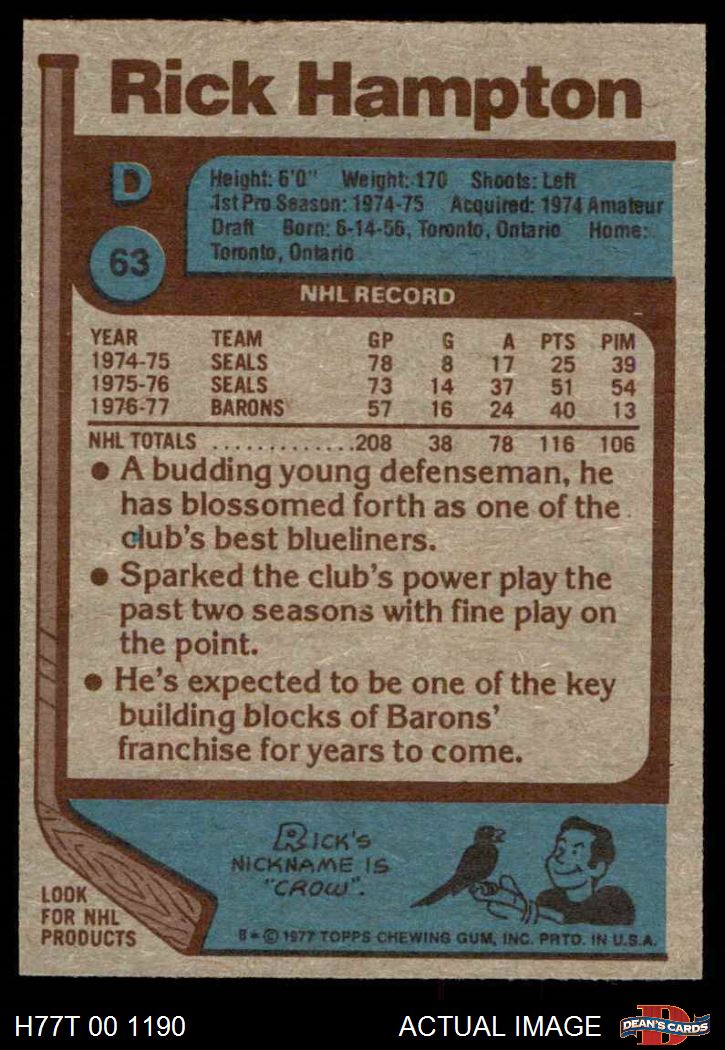 Rick Hampton
D
63
Height: 6'0" Weight: 170 Shoots: Left
1st Pro Season: 1974-75 Acquired: 1974 Amateur
Draft Born: 6-14-56, Toronto, Ontario Home:
Toronto, Ontario
NHL RECORD
YEAR TEAM GP G A PTS PIM
1974-75 SEALS 78 8 17 25 39
1975-76 SEALS 73 14 37 51 54
1976-77 BARONS 57 16 24 40 13
NHL TOTALS .............208 38 78 116 106
• A budding young defenseman, he
has blossomed forth as one of the
club's best blueliners.
• Sparked the club's power play the
past two seasons with fine play on
the point.
• He's expected to be one of the key
building blocks of Barons'
franchise for years to come.
RICK'S
NICKNAME IS
"CROW".
LOOK
FOR NHL
PRODUCTS
B*© 1977 TOPPS CHEWING GUM, INC. PRTD. IN U.S.A.
H77T 00 1190 ACTUAL IMAGE
D
DEAN'S CARDS